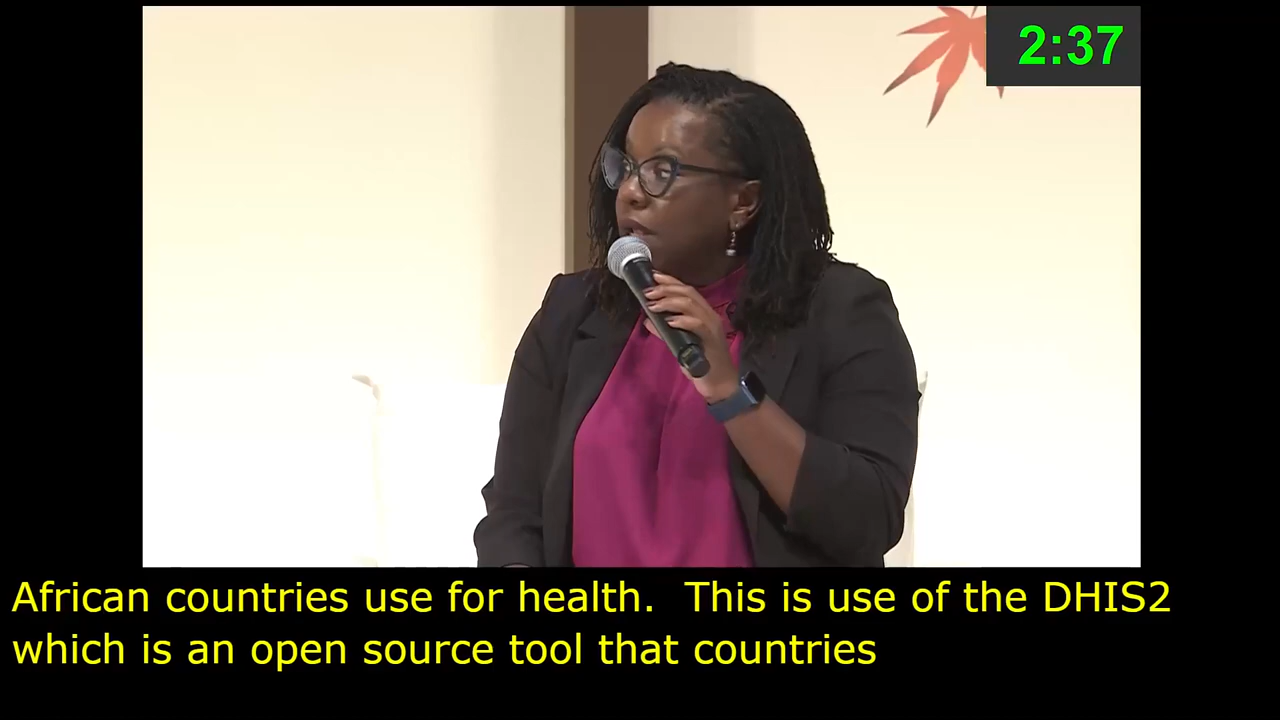 2:37
African countries use for health.  This is use of the DHIS2
which is an open source tool that countries